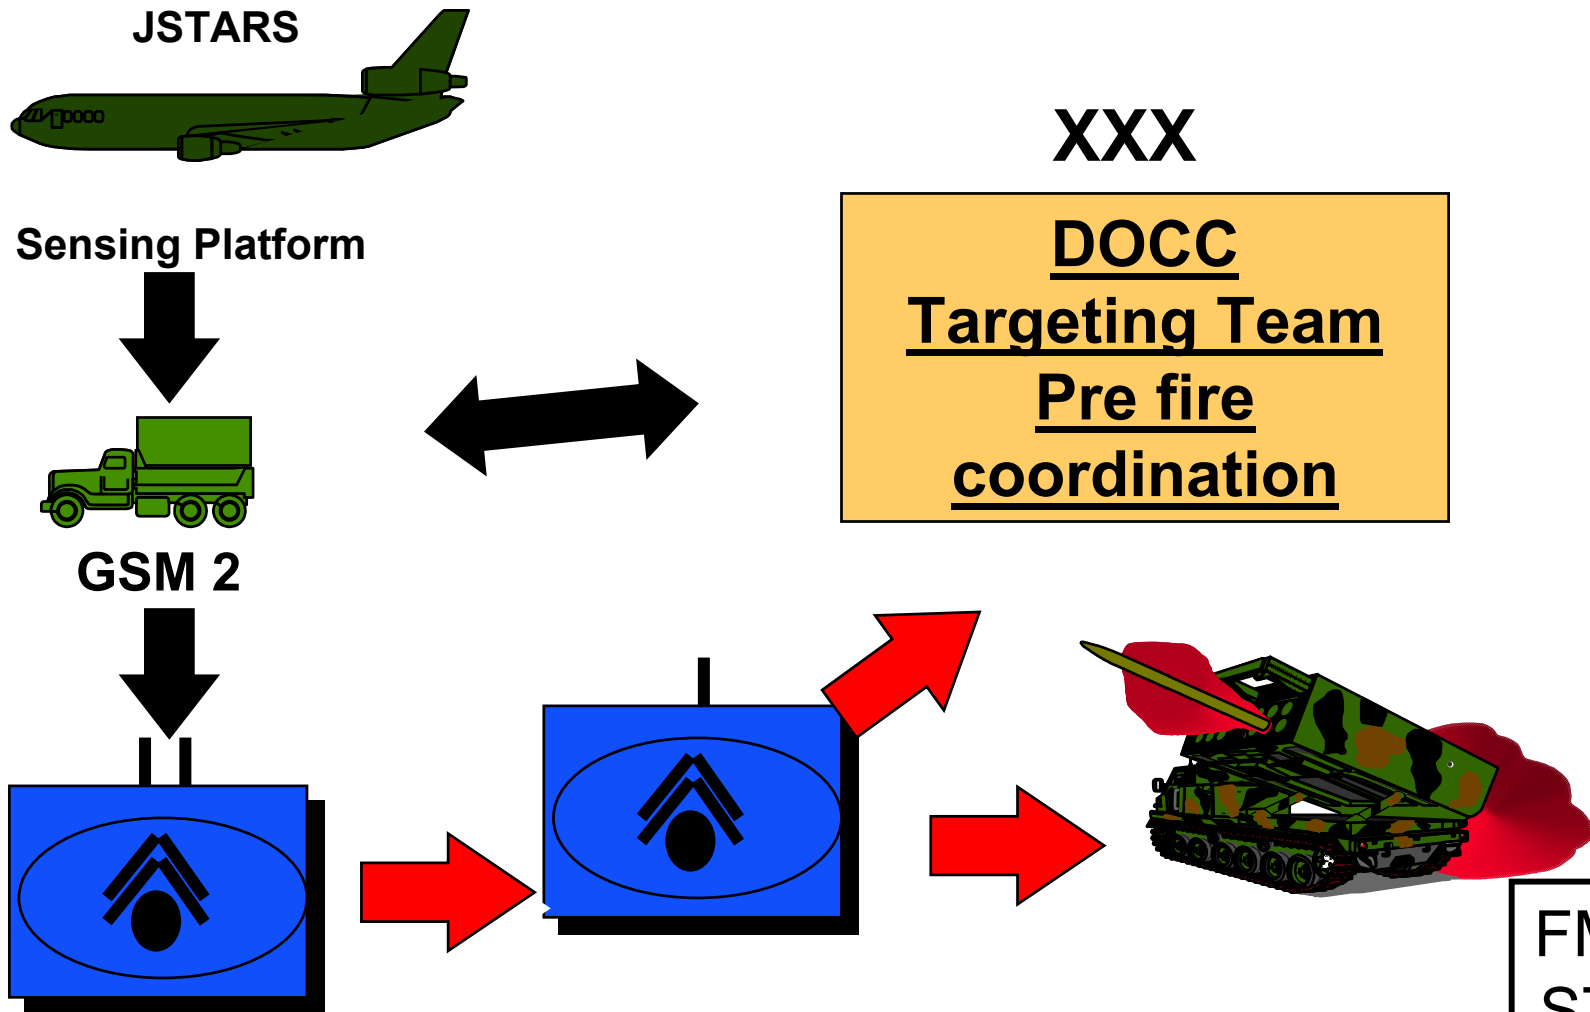 JSTARS
XXX
Sensing Platform
DOCC
Targeting Team
Pre fire
coordination
GSM 2